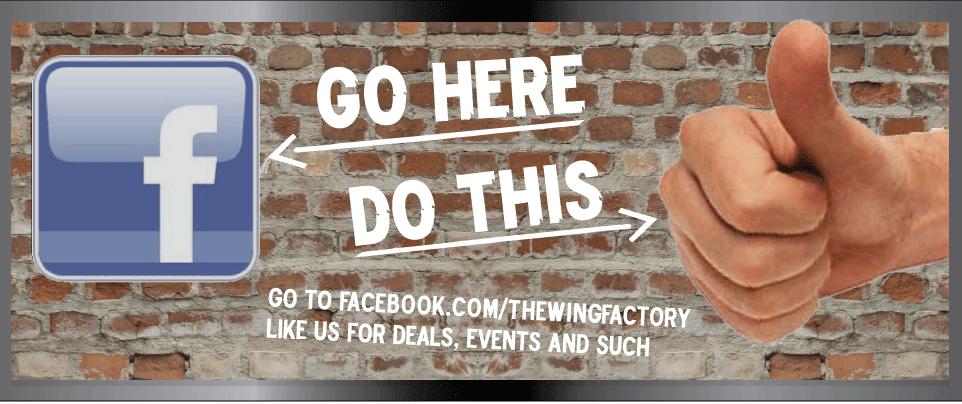 f
GO HERE
DO THIS
GO TO FACEBOOK.COM/THEWINGFACTORY
LIKE US FOR DEALS, EVENTS AND SUCH